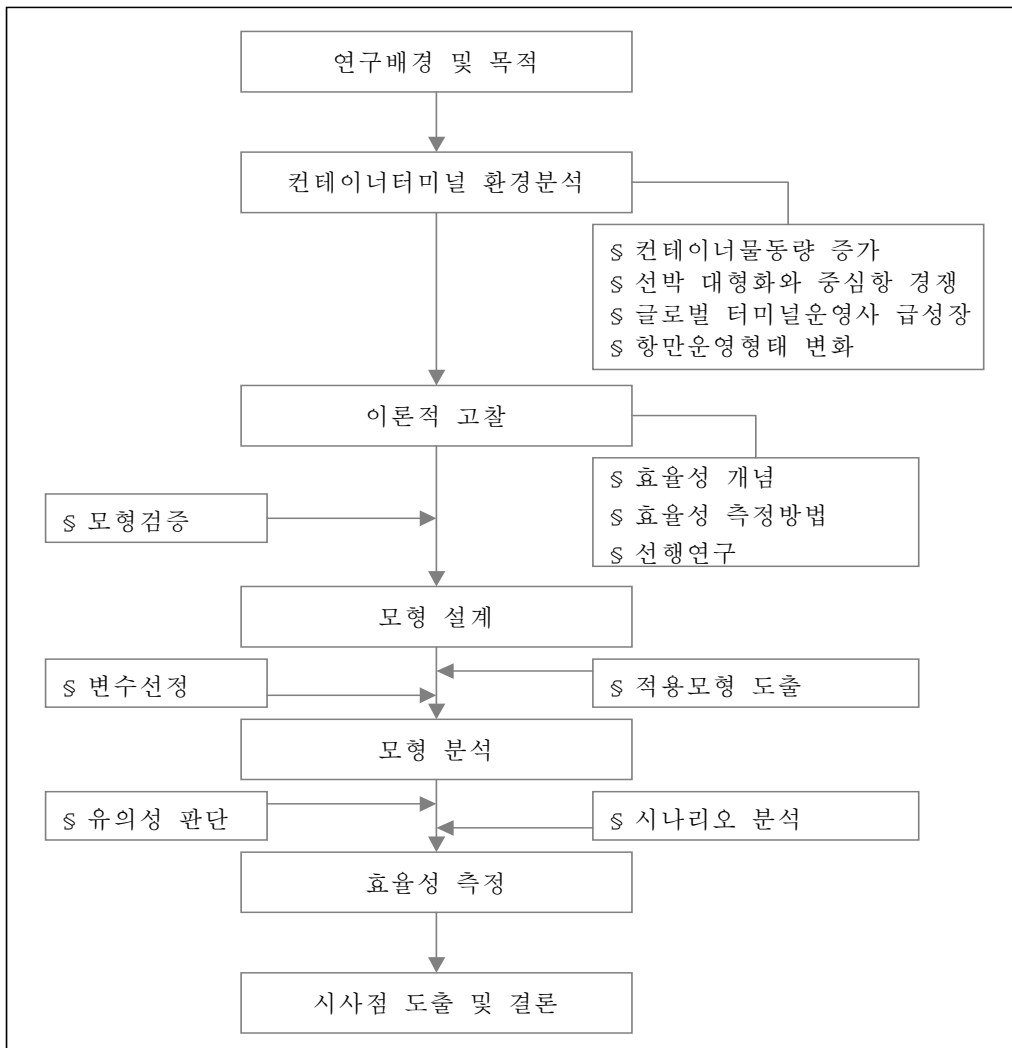 연구배경 및 목적
컨테이너터미널 환경분석
§ 컨테이너물동량 증가
§ 선박 대형화와 중심항 경쟁
§ 글로벌 터미널운영사 급성장
§ 항만운영형태 변화
이론적 고찰
§ 효율성 개념
§ 효율성 측정방법
§ 선행연구
§ 모형검증
모형 설계
§ 변수선정
§ 적용모형 도출
모형 분석
§ 유의성 판단
§ 시나리오 분석
효율성 측정
시사점 도출 및 결론